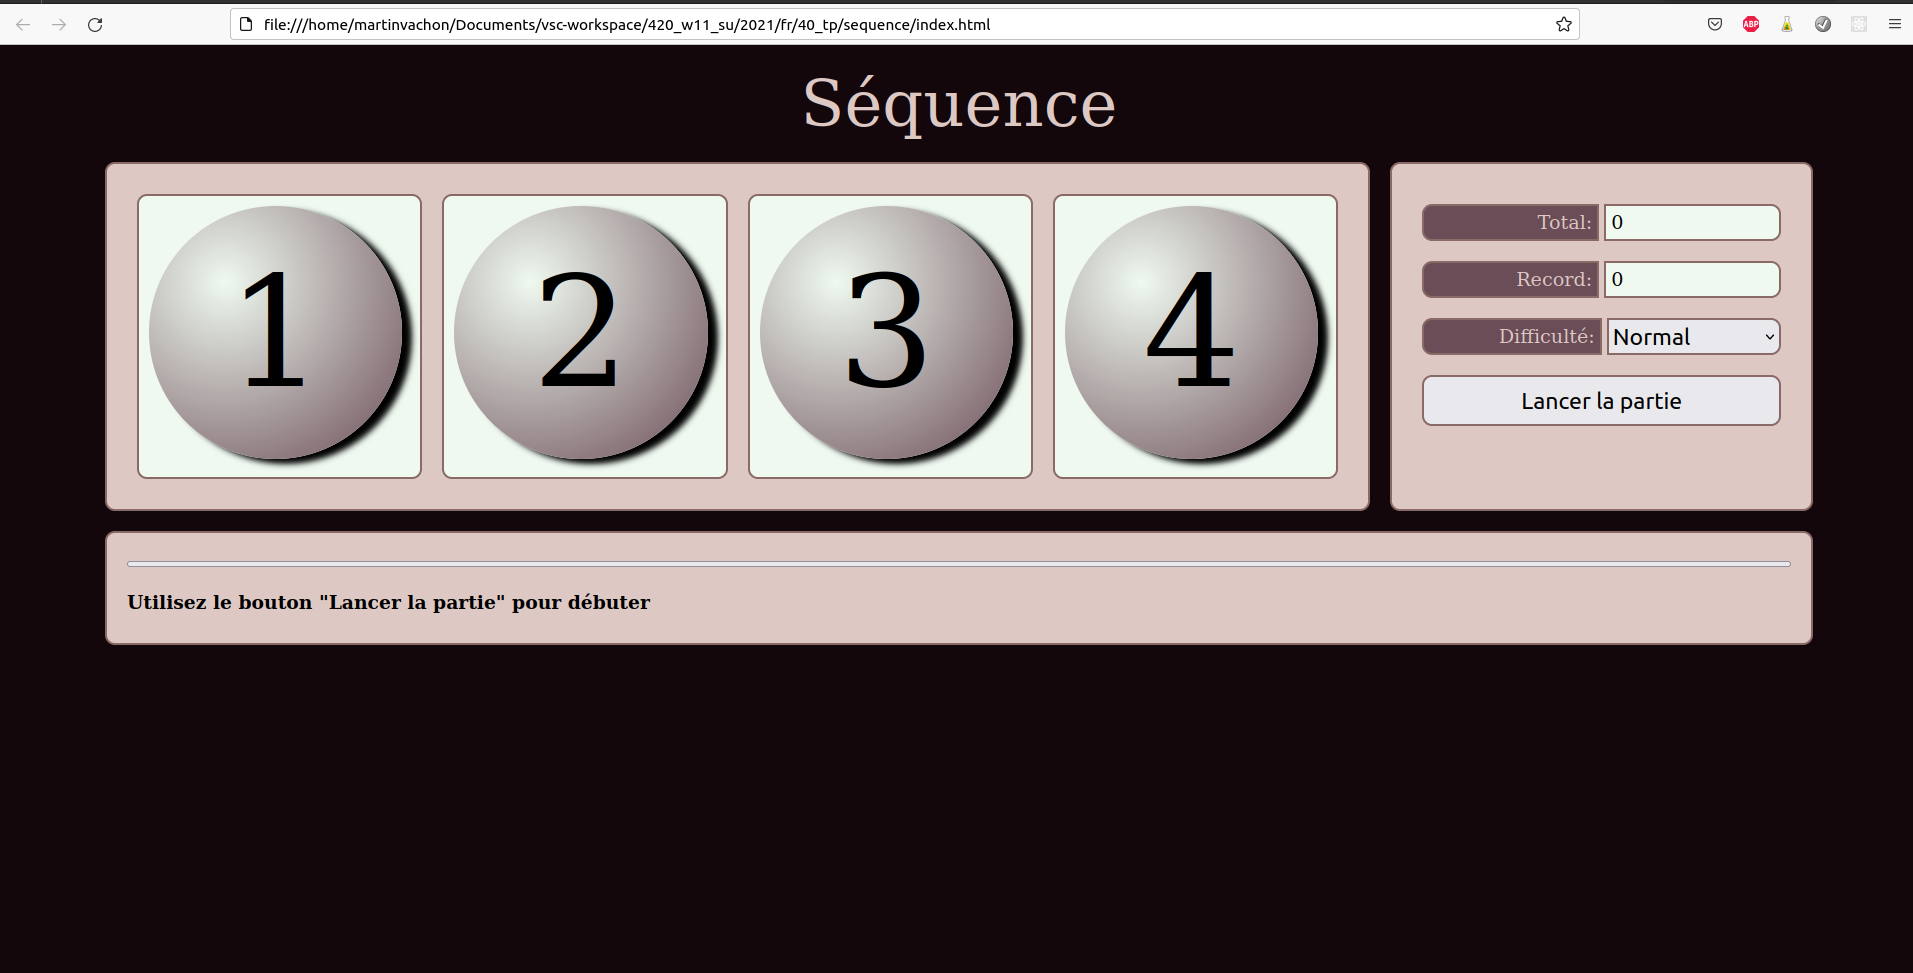 file:///home/martinvachon/Documents/vsc-workspace/420_w11_su/2021/fr/40_tp/sequence/index.html
ABP
Séquence
1 2 3 4
Total: 0
Record: 0
Difficulté: Normal
Lancer la partie
Utilisez le bouton "Lancer la partie" pour débuter